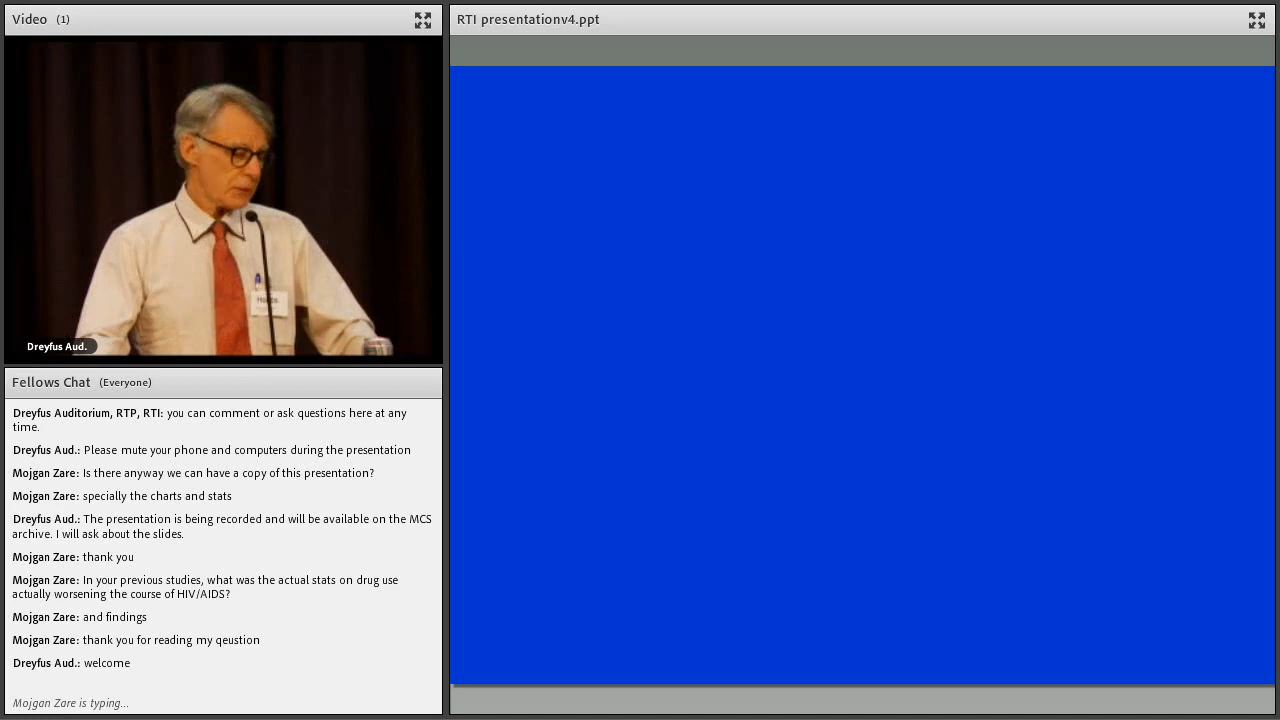 Video (1)
RTI presentationv4.ppt
Dreyfus Aud.
Fellows Chat (Everyone)
Dreyfus Auditorium, RTP, RTI: you can comment or ask questions here at any
time.
Dreyfus Aud.: Please mute your phone and computers during the presentation
Mojgan Zare: Is there anyway we can have a copy of this presentation?
Mojgan Zare: specially the charts and stats
Dreyfus Aud.: The presentation is being recorded and will be available on the MCS
archive. I will ask about the slides.
Mojgan Zare: thank you
Mojgan Zare: In your previous studies, what was the actual stats on drug use
actually worsening the course of HIV/AIDS?
Mojgan Zare: and findings
Mojgan Zare: thank you for reading my qeustion
Dreyfus Aud.: welcome
Mojgan Zare is typing...